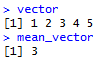 > vector
[1] 1 2 3 4 5
> mean_vector
[1] 3